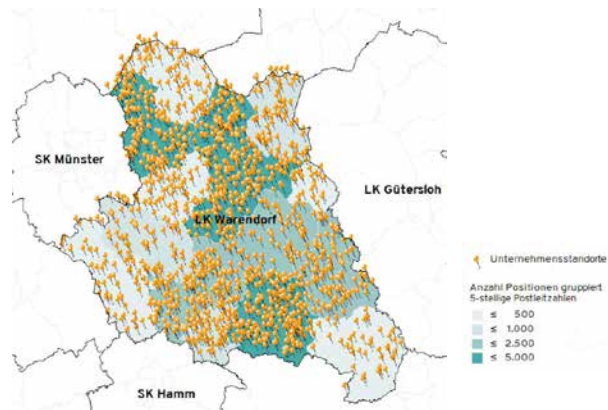 SK Münster
LK Gütersloh
LK Warendorf
SK Hamm
Unternehmensstandorte
Anzahl Positionen gruppiert
5-stellige Postleitzahlen
≤ 500
≤ 1.000
≤ 2.500
≤ 5.000